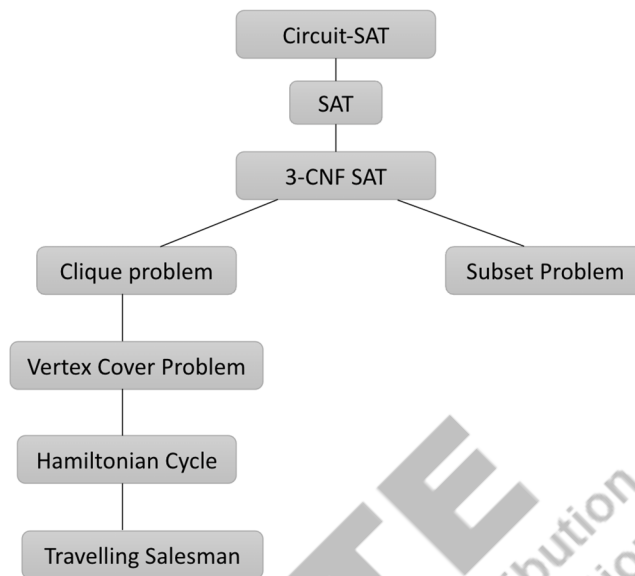 Circuit-SAT
SAT
3-CNF SAT
Clique problem
Subset Problem
Vertex Cover Problem
Hamiltonian Cycle
Travelling Salesman